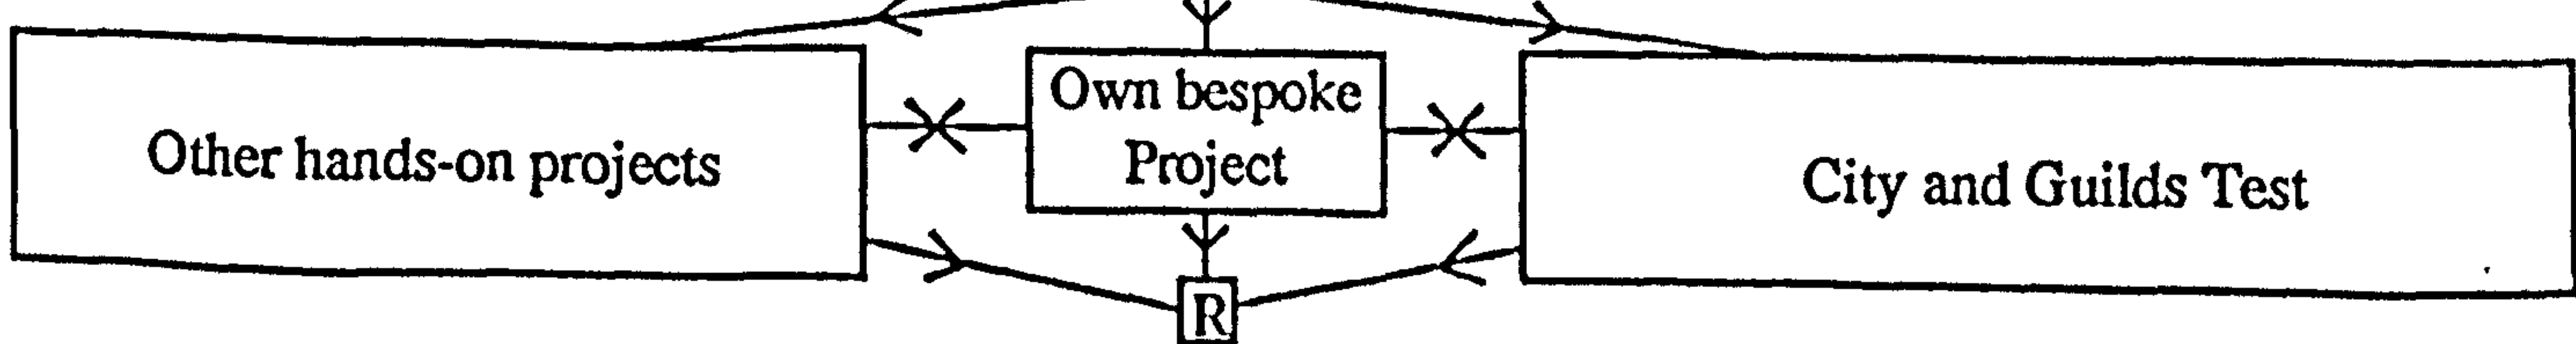 Other hands-on projects
Own bespoke
Project
City and Guilds Test
R